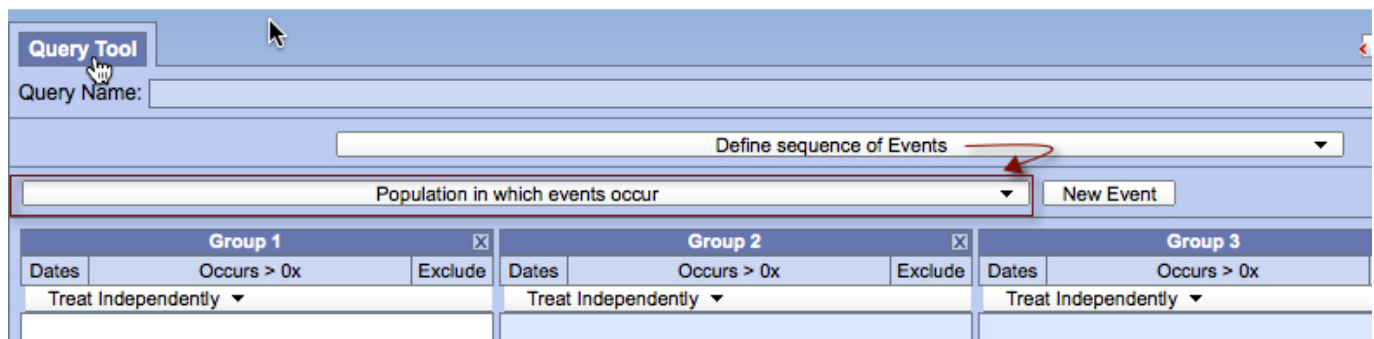 Query Tool
Query Name:
Define sequence of Events
Population in which events occur New Event
Group 1 X Group 2 X Group 3
Dates Occurs > 0x Exclude Dates Occurs > 0x Exclude Dates Occurs > 0x
Treat Independently Treat Independently Treat Independently